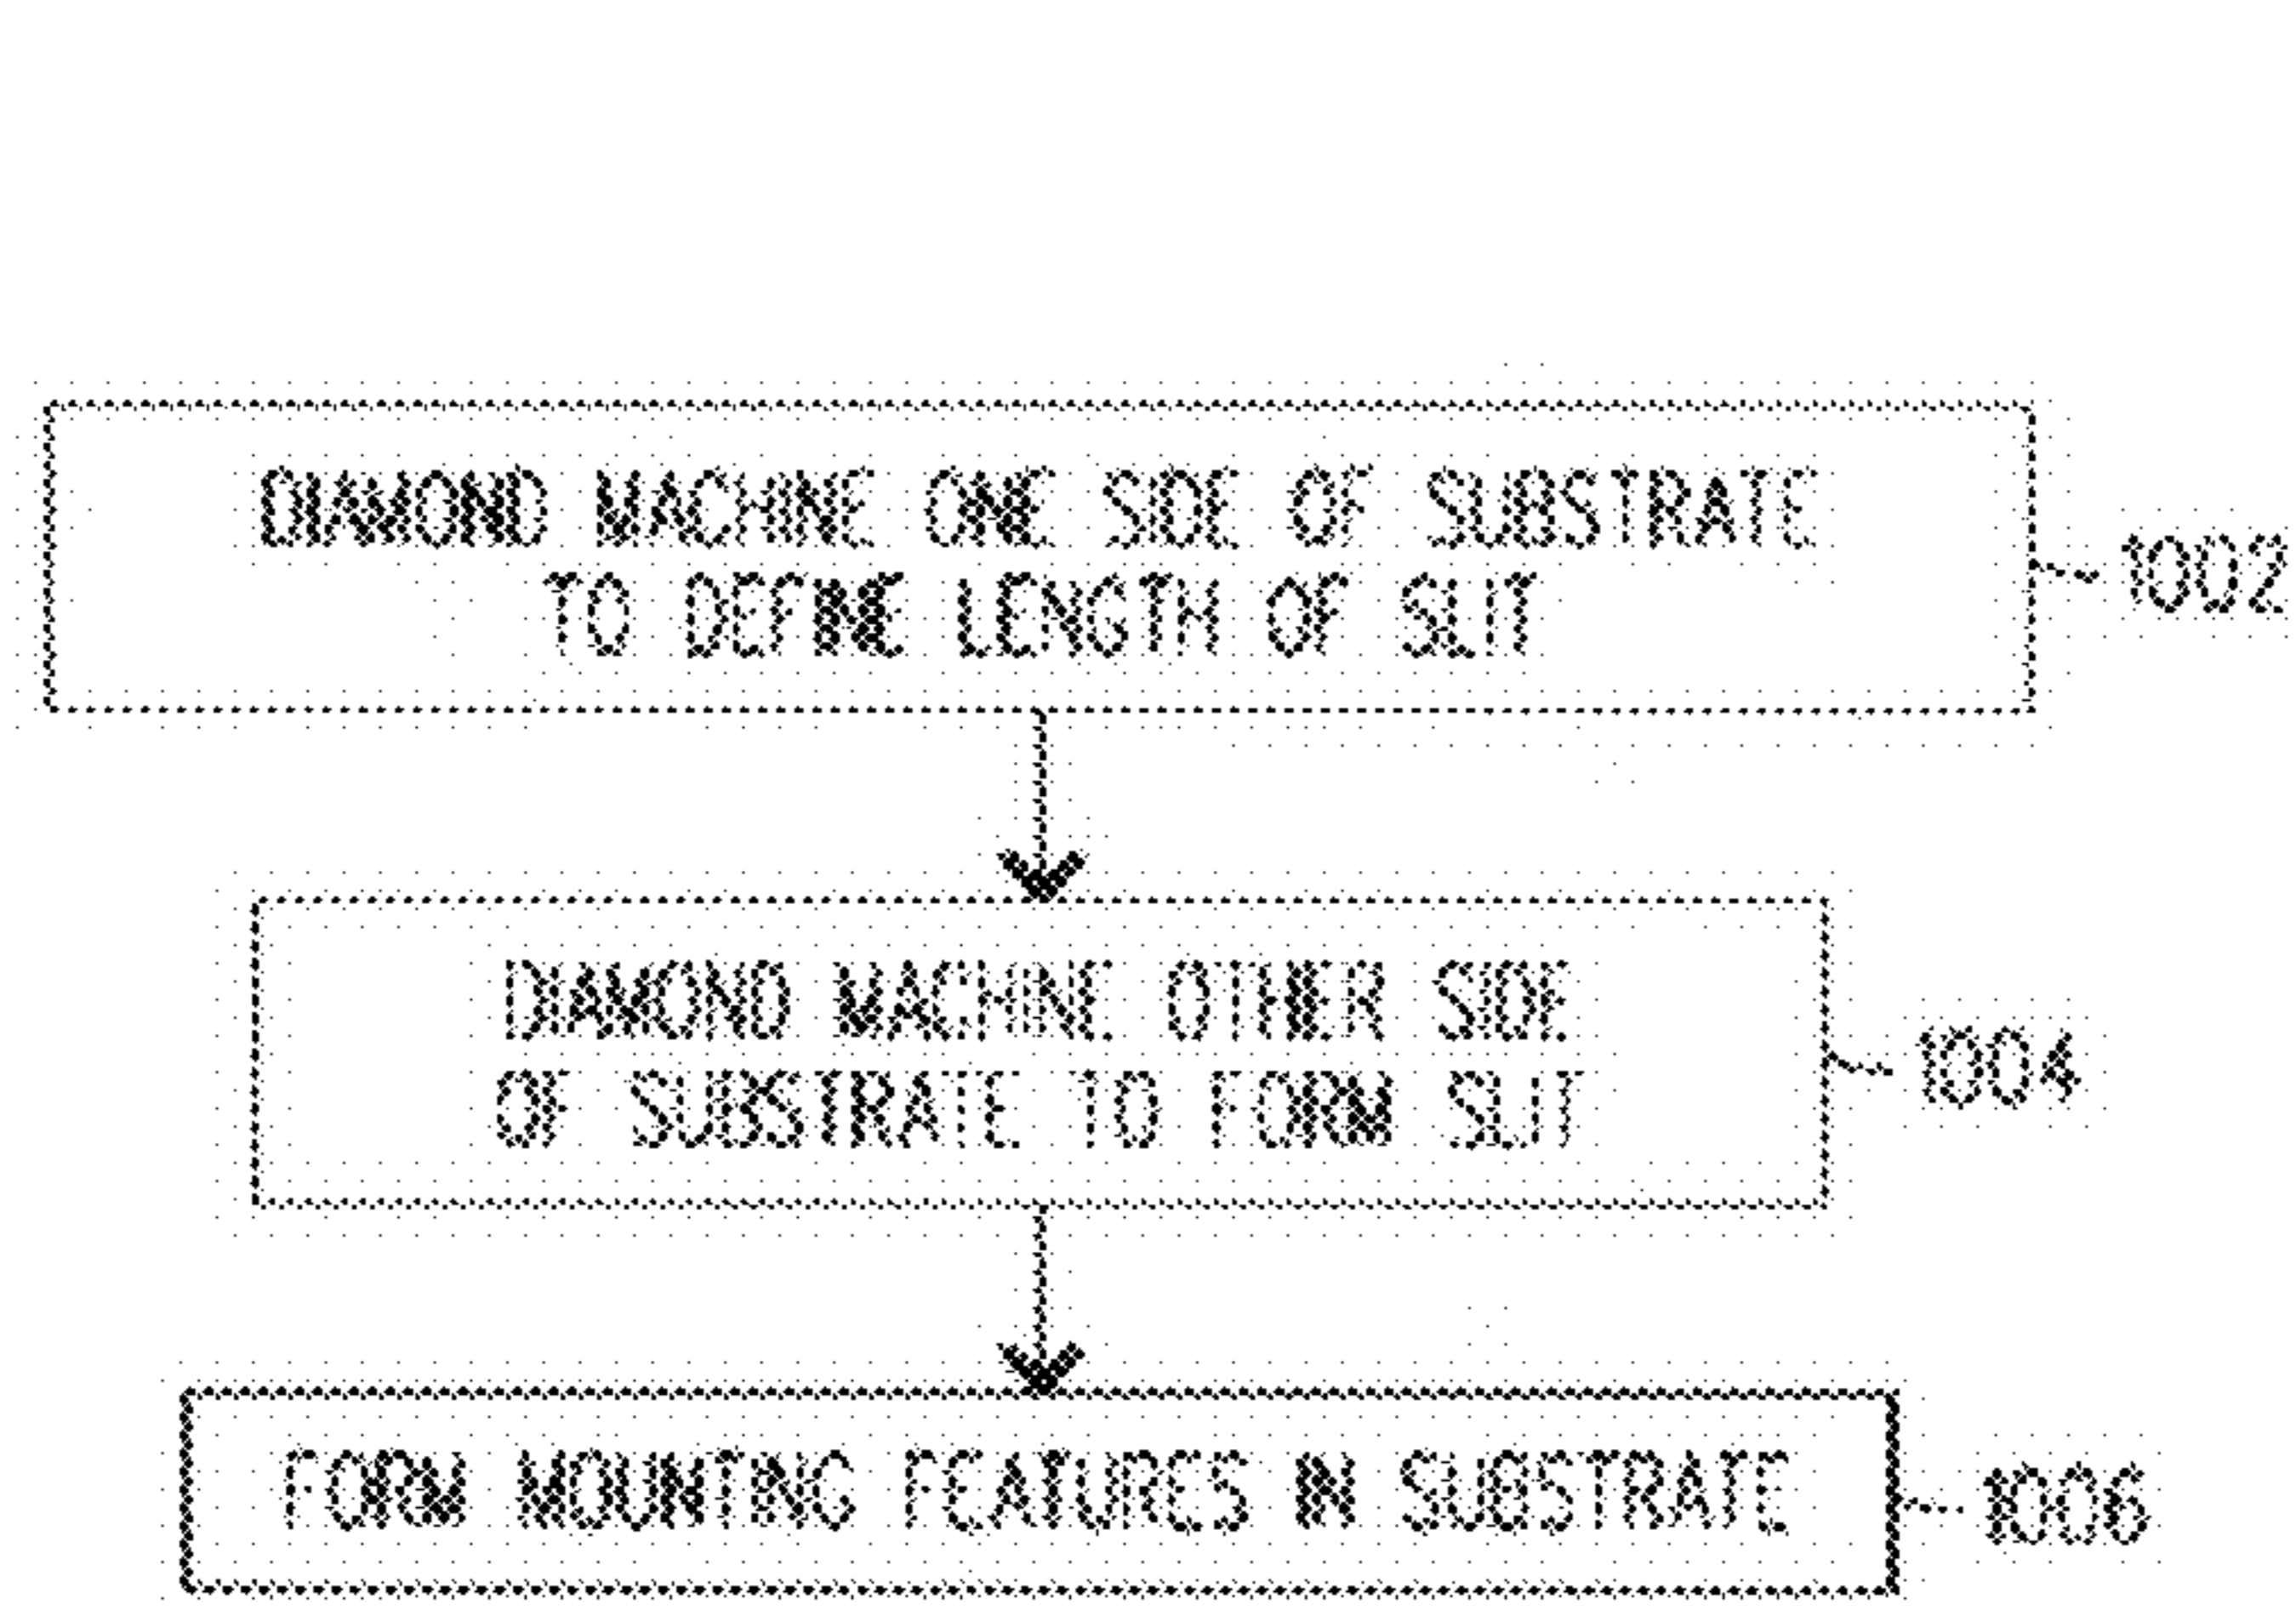 DIAMOND MACHINE ONE SIDE OF SUBSTRATE
TO DEFINE LENGTH OF SLIT
1002
DIAMOND MACHINE OTHER SIDE
OF SUBSTRATE TO FORM SLIT
1004
FORM MOUNTING FEATURES IN SUBSTRATE
1006